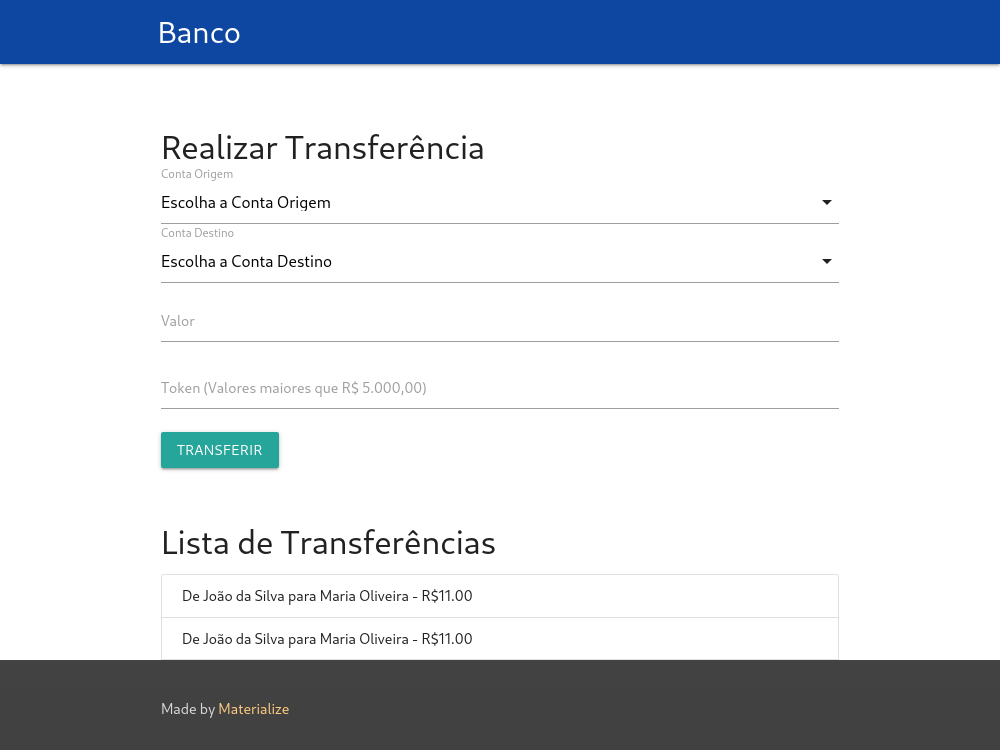 Banco
Realizar Transferência
Conta Origem
Escolha a Conta Origem
Conta Destino
Escolha a Conta Destino
Valor
Token (Valores maiores que R$ 5.000,00)
TRANSFERIR
Lista de Transferências
De João da Silva para Maria Oliveira - R$11.00
De João da Silva para Maria Oliveira - R$11.00
Made by Materialize